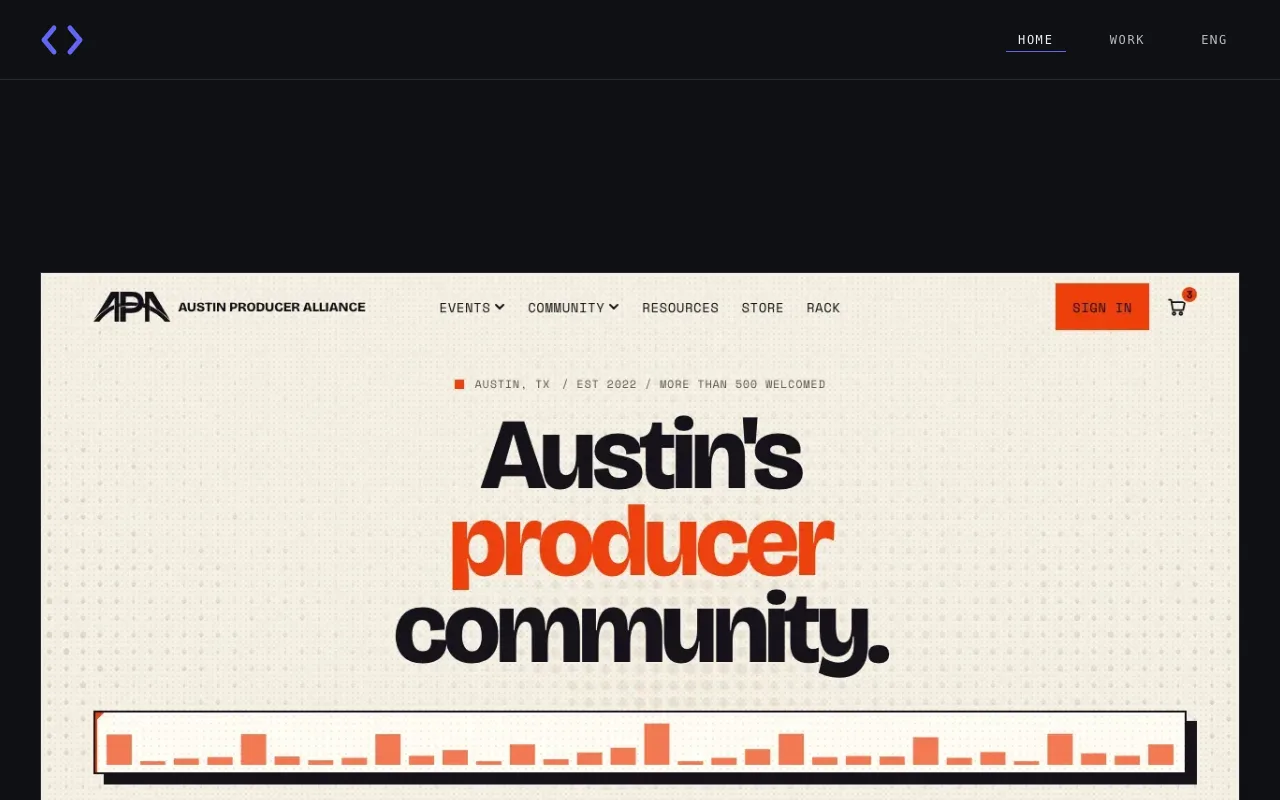 HOME WORK ENG
APA AUSTIN PRODUCER ALLIANCE EVENTS COMMUNITY RESOURCES STORE RACK SIGN IN 3
AUSTIN, TX / EST 2022 / MORE THAN 500 WELCOMED
Austin's
producer
community.